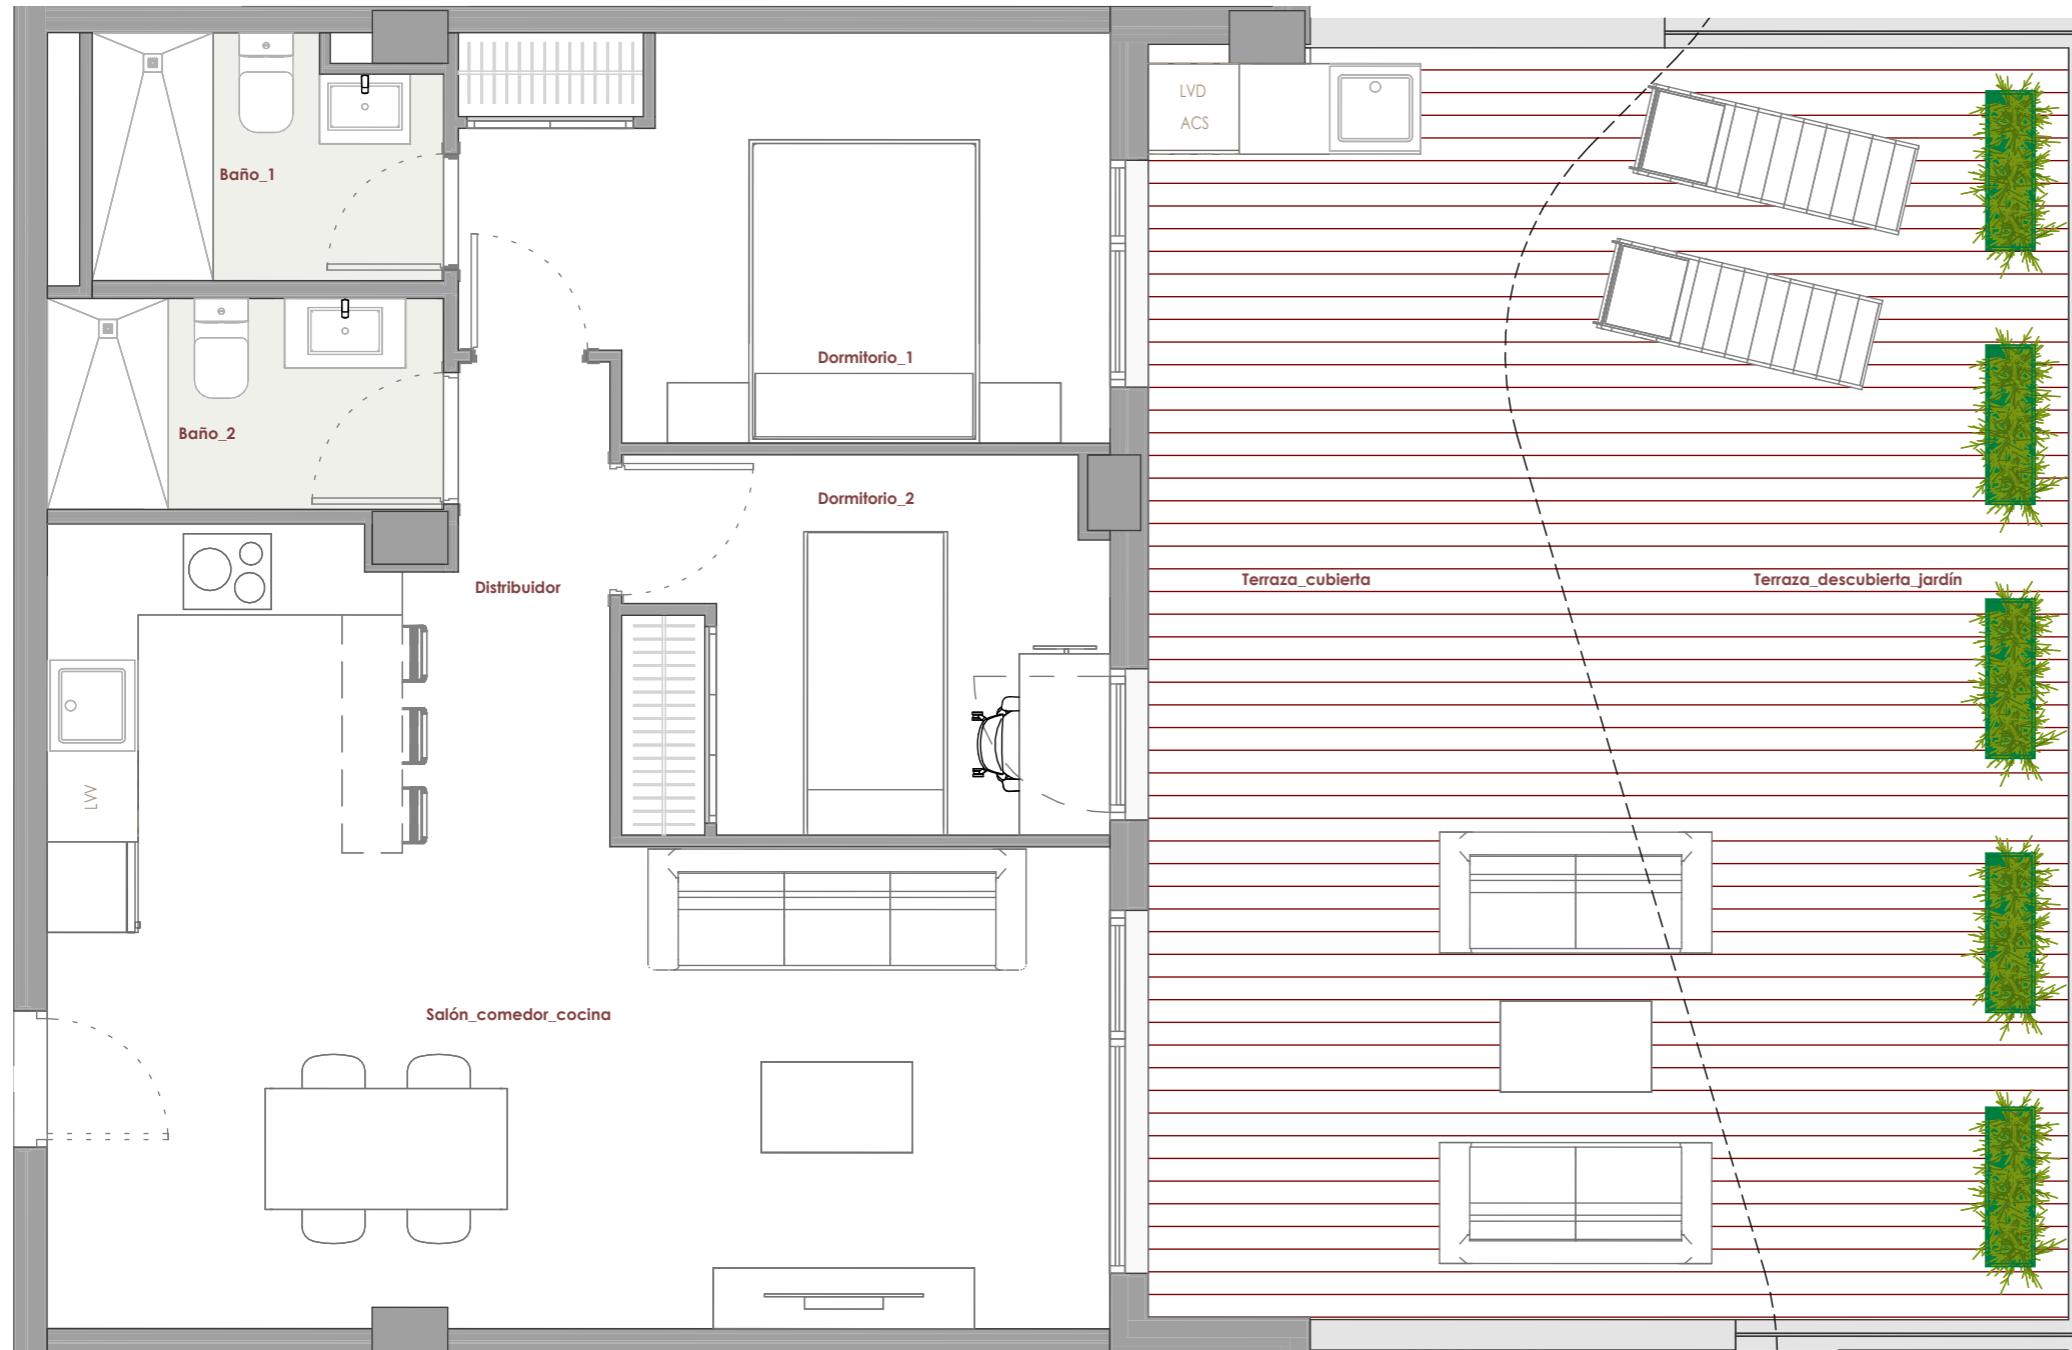 LVD
ACS
Baño_1
Dormitorio_1
Baño_2
Dormitorio_2
Distribuidor
Terraza_cubierta
Terraza_descubierta_jardín
LVV
Salón_comedor_cocina